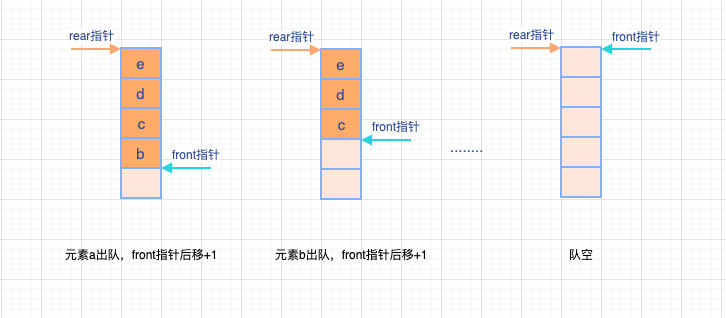 rear指针
e
d
c
b
front指针
元素a出队，front指针后移+1
rear指针
e
d
c
front指针
元素b出队，front指针后移+1
........
rear指针
front指针
队空